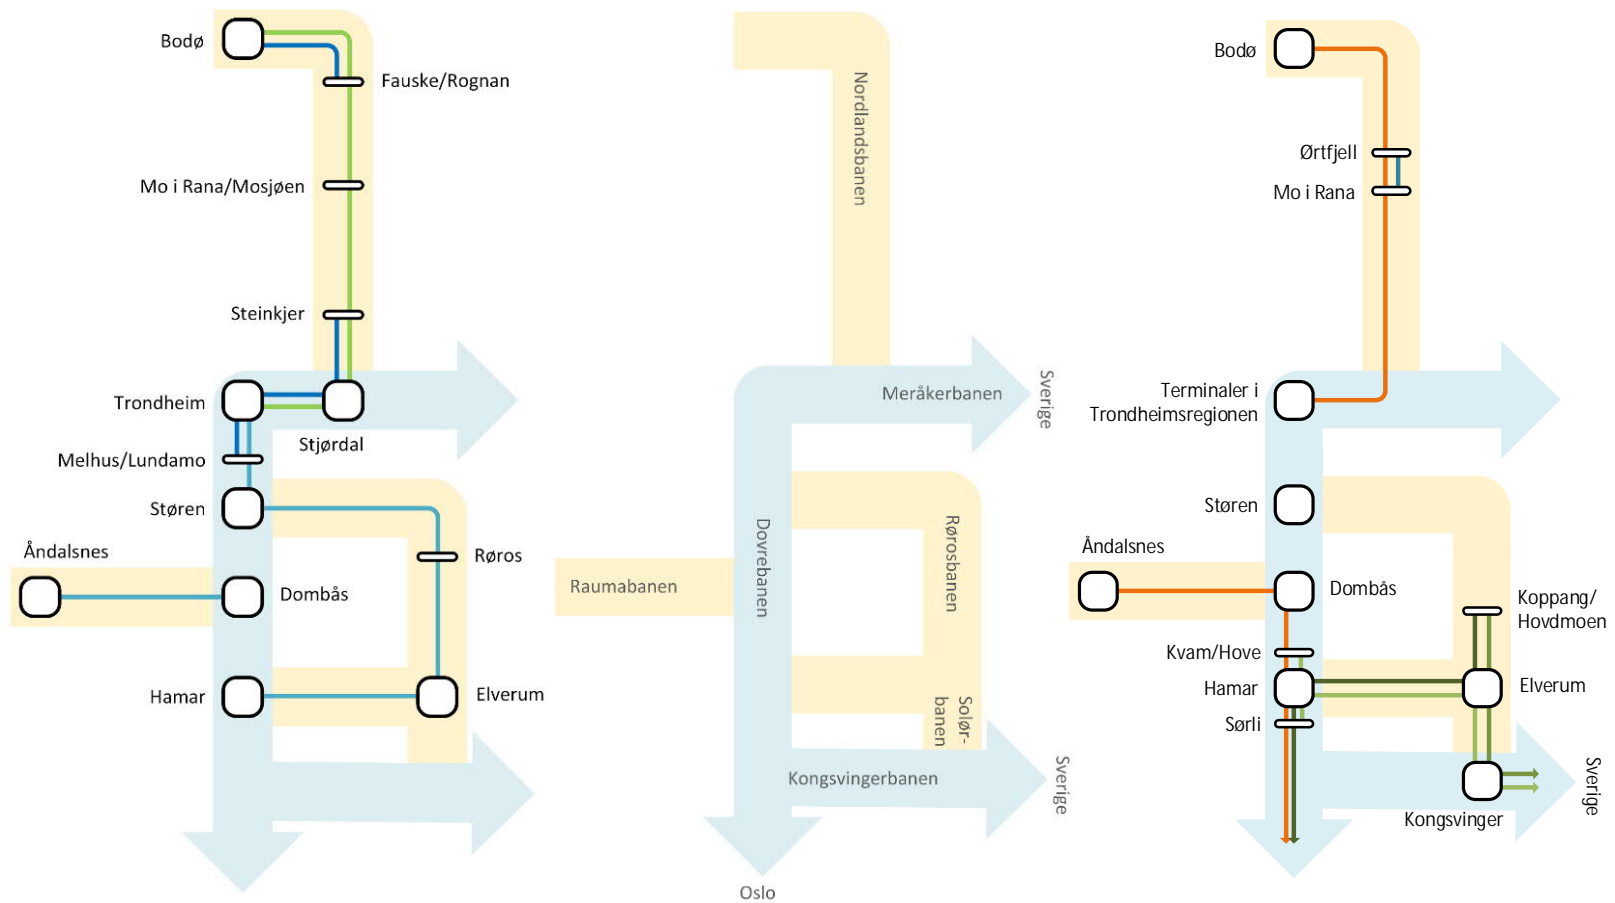 Bodø
Fauske/Rognan
Mo i Rana/Mosjøen
Steinkjer
Trondheim
Stjørdal
Melhus/Lundamo
Støren
Åndalsnes
Røros
Dombås
Hamar
Elverum
Nordlandsbanen
Meråkerbanen
Sverige
Dovrebanen
Rørosbanen
Raumabanen
Solør-
banen
Kongsvingerbanen
Sverige
Oslo
Bodø
Ørtfjell
Mo i Rana
Terminaler i
Trondheimsregionen
Støren
Åndalsnes
Dombås
Koppang/
Hovdmoen
Kvam/Hove
Hamar
Elverum
Sørli
Sverige
Kongsvinger